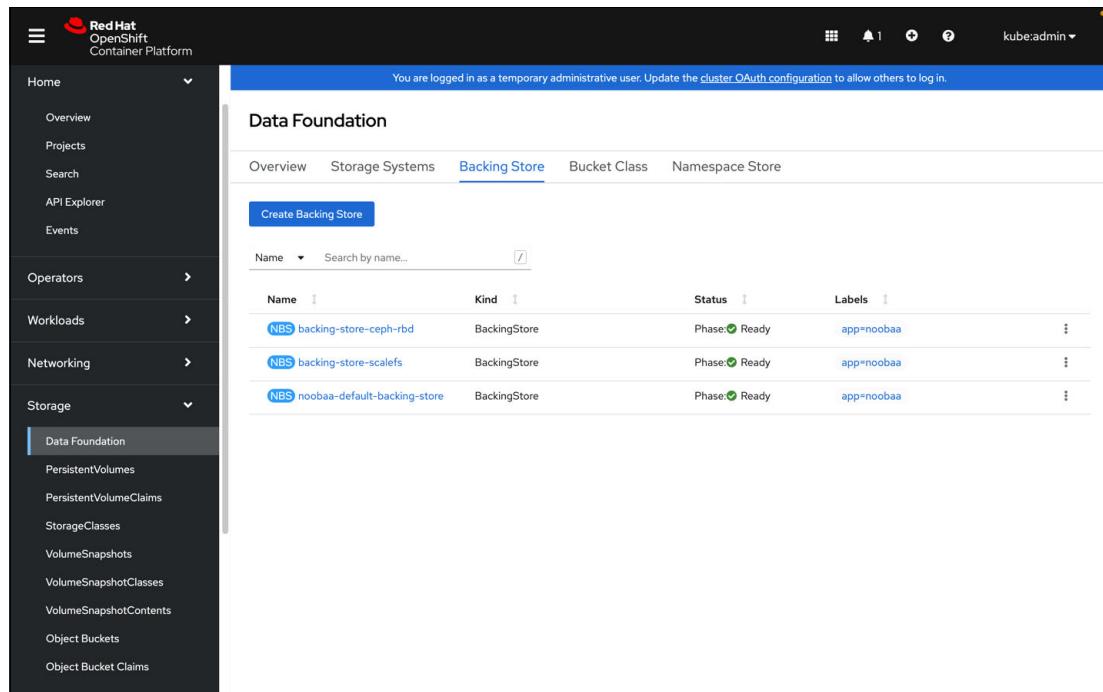 Red Hat
OpenShift
Container Platform
1
kube:admin
Home
Overview
Projects
Search
API Explorer
Events
Operators
Workloads
Networking
Storage
Data Foundation
PersistentVolumes
PersistentVolumeClaims
StorageClasses
VolumeSnapshots
VolumeSnapshotClasses
VolumeSnapshotContents
Object Buckets
Object Bucket Claims
You are logged in as a temporary administrative user. Update the cluster OAuth configuration to allow others to log in.
Data Foundation
Overview Storage Systems Backing Store Bucket Class Namespace Store
Create Backing Store
Name Search by name... /
Name Kind Status Labels
NBS backing-store-ceph-rbd BackingStore Phase: Ready app=noobaa
NBS backing-store-scalefs BackingStore Phase: Ready app=noobaa
NBS noobaa-default-backing-store BackingStore Phase: Ready app=noobaa